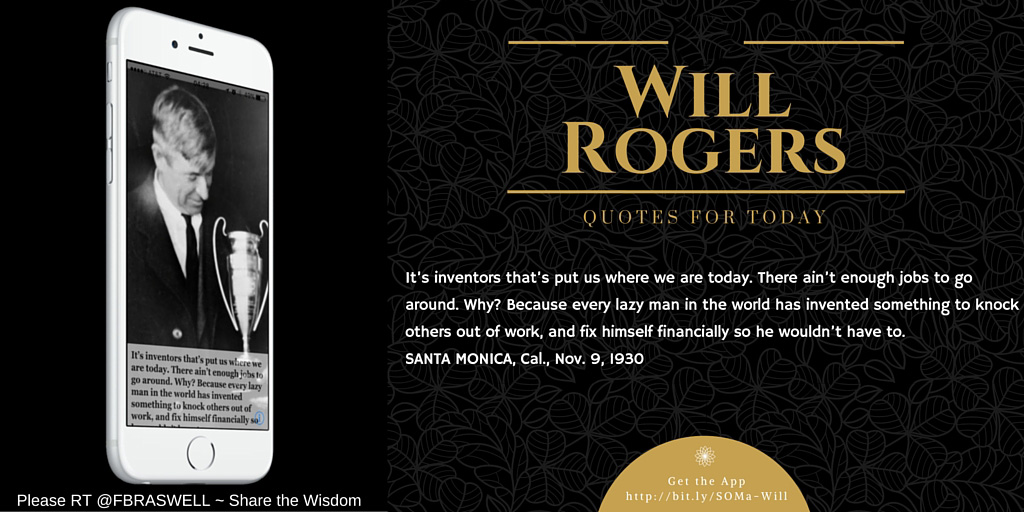 WILL
ROGERS
QUOTES FOR TODAY
It's inventors that's put us where we are today. There ain't enough jobs to go
around. Why? Because every lazy man in the world has invented something to knock
others out of work, and fix himself financially so he wouldn't have to.
SANTA MONICA, Cal., Nov. 9, 1930
It's inventors that's put us where we
are today. There ain't enough jobs to
go around. Why? Because every lazy
man in the world has invented
something to knock others out of
work, and fix himself financially so
Please RT @FBRASWELL ~ Share the Wisdom
Get the App
http://bit.ly/SOMa-Will